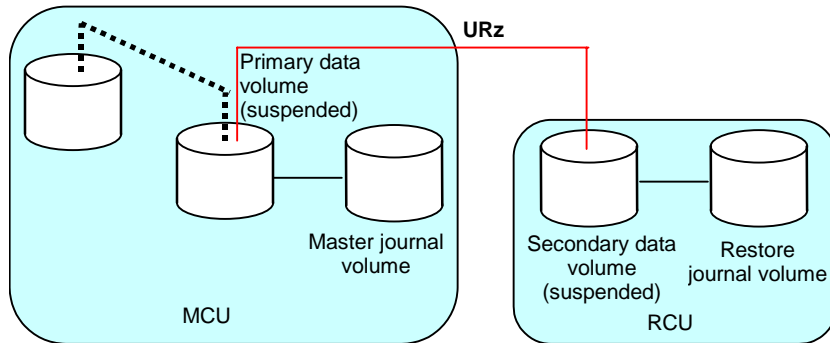 URz
Primary data
volume
(suspended)
Master journal
volume
MCU
Secondary data
volume
(suspended)
Restore
journal volume
RCU